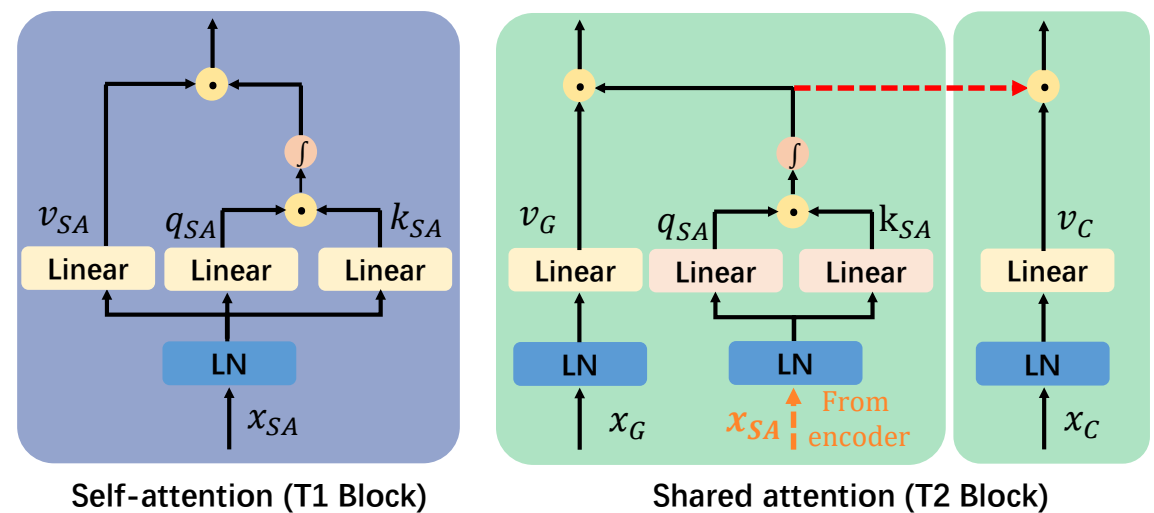 ∫
v_SA q_SA k_SA
Linear Linear Linear
LN
x_SA
Self-attention (T1 Block)
∫
v_G q_SA k_SA v_C
Linear Linear Linear Linear
LN LN LN
x_G x_SA From x_C
encoder
Shared attention (T2 Block)